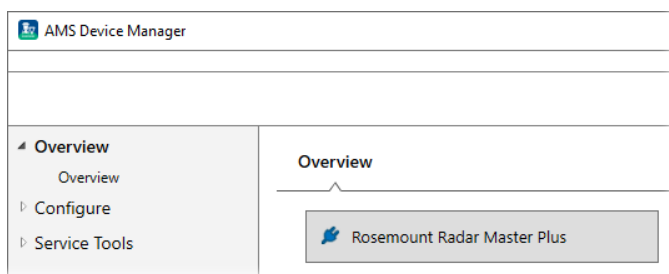 AMS Device Manager
Overview
Overview
Configure
Service Tools
Overview
Rosemount Radar Master Plus